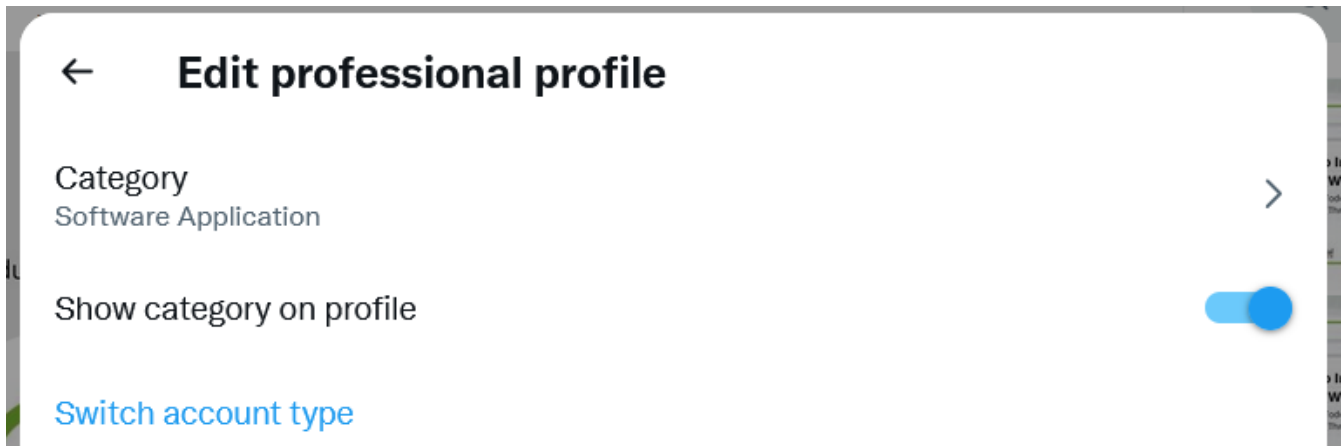 Edit professional profile
Category
Software Application
Show category on profile
Switch account type